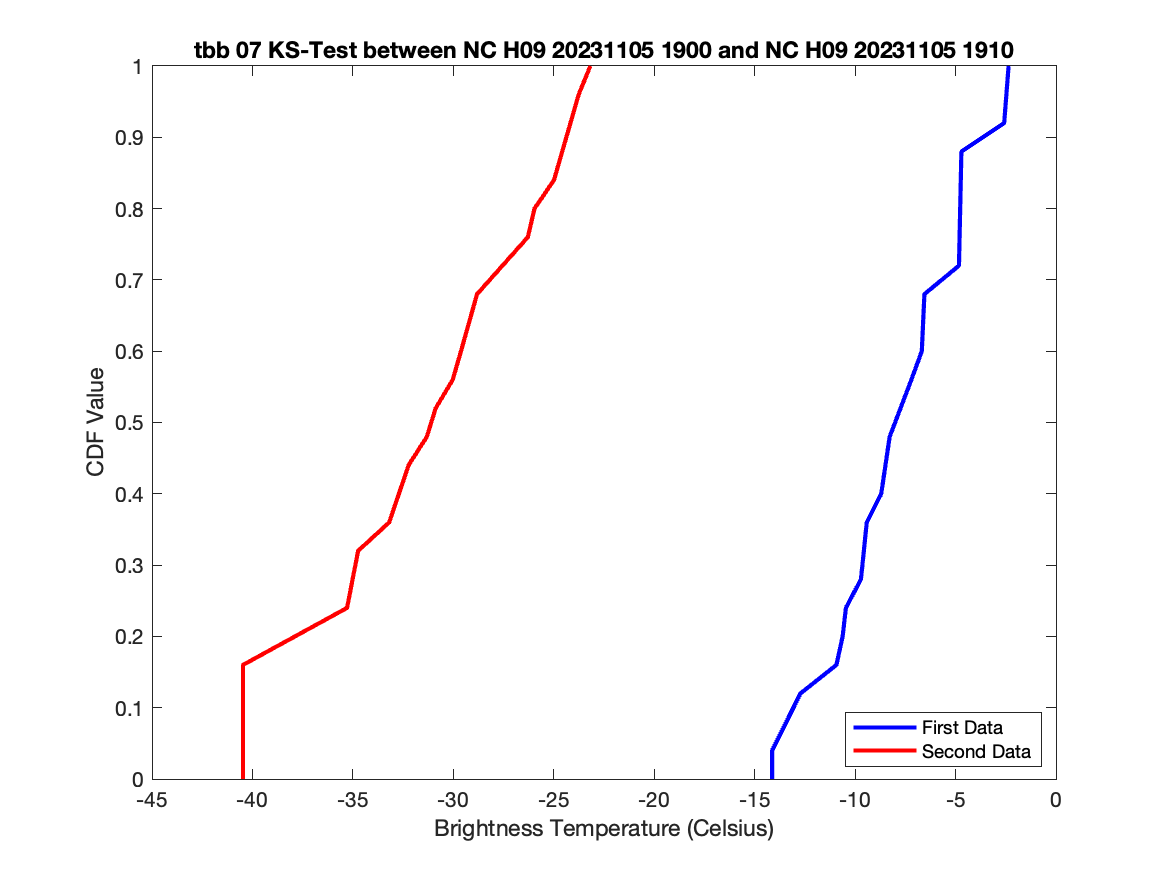 tbb 07 KS-Test between NC H09 20231105 1900 and NC H09 20231105 1910
1
0.9
0.8
0.7
0.6
0.5
0.4
0.3
0.2
0.1
0
CDF Value
First Data
Second Data
-45 -40 -35 -30 -25 -20 -15 -10 -5 0
Brightness Temperature (Celsius)